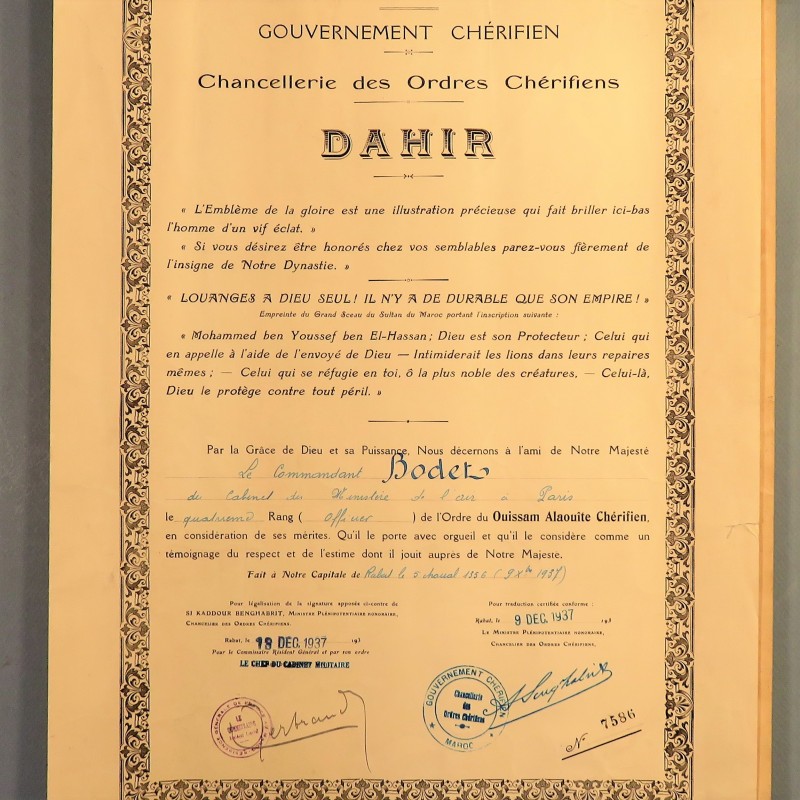 GOUVERNEMENT CHÉRIFIEN
Chancellerie des Ordres Chérifiens
DAHIR
« L'Emblème de la gloire est une illustration précieuse qui fait briller ici-bas
l'homme d'un vif éclat. »
« Si vous désirez être honorés chez vos semblables parez-vous fièrement de
l'insigne de Notre Dynastie. »
« LOUANGES A DIEU SEUL! IL N'Y A DE DURABLE QUE SON EMPIRE! »
Empreinte du Grand Sceau du Sultan du Maroc portant l'inscription suivante :
« Mohammed ben Youssef ben El-Hassan; Dieu est son Protecteur; Celui qui
en appelle à l'aide de l'envoyé de Dieu — Intimiderait les lions dans leurs repaires
mêmes; — Celui qui se réfugie en toi, ô la plus noble des créatures, — Celui-là,
Dieu le protège contre tout péril. »
Par la Grâce de Dieu et sa Puissance, Nous décernons à l'ami de Notre Majesté
Le Commandant Bodet
du Cabinet du Ministère de l'air à Paris
le quatrième Rang ( Officier ) de l'Ordre du Ouissam Alaouïte Chérifien,
en considération de ses mérites. Qu'il le porte avec orgueil et qu'il le considère comme un
témoignage du respect et de l'estime dont il jouit auprès de Notre Majesté.
Fait à Notre Capitale de Rabat le 5 chaoual 1356 (9 Xbre 1937)
Pour légalisation de la signature apposée ci-contre de
SI KADDOUR BENGHABRIT, Ministre Plénipotentiaire honoraire,
Chancelier des Ordres Chérifiens.
Rabat, le 18 DEC. 1937 193
Pour le Commissaire Résident Général et par son ordre
LE CHEF DU CABINET MILITAIRE
Pour traduction certifiée conforme :
Rabat, le 9 DEC. 1937 193
Le Ministre Plénipotentiaire honoraire,
Chancelier des Ordres Chérifiens,
GOUVERNEMENT CHÉRIFIEN
Chancellerie
des
Ordres Chérifiens
MAROC
N° 7586